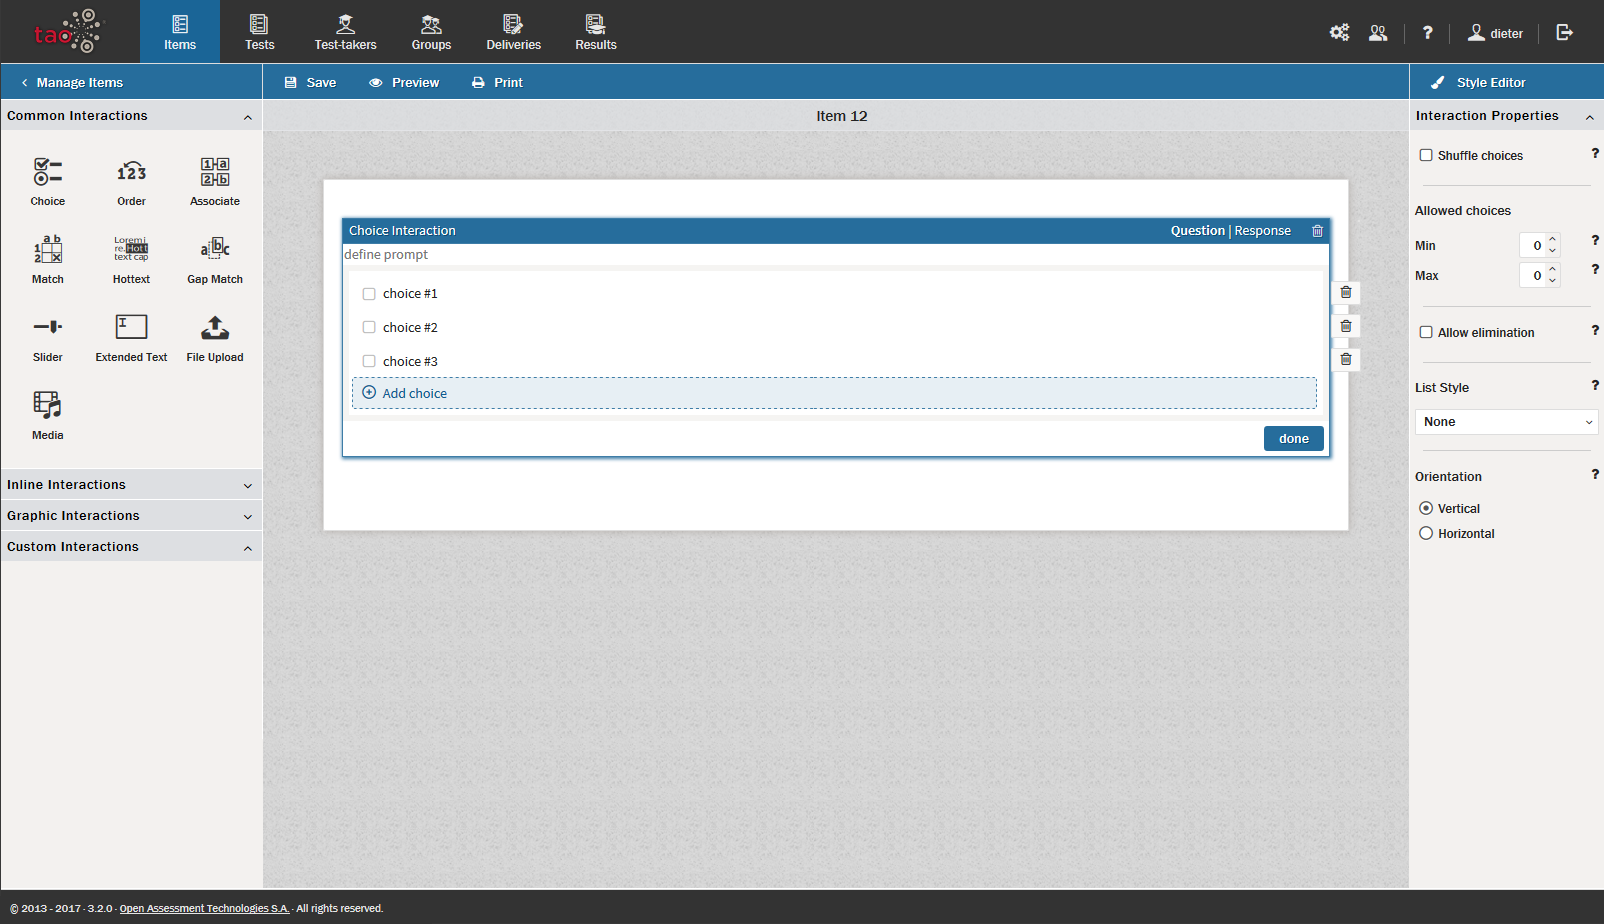 tao
Items
Tests
Test-takers
Groups
Deliveries
Results
?
dieter
Manage Items
Save
Preview
Print
Style Editor
Common Interactions
Item 12
Interaction Properties
Choice
Order
Associate
Match
Hottext
Gap Match
Slider
Extended Text
File Upload
Media
Inline Interactions
Graphic Interactions
Custom Interactions
Choice Interaction
Question | Response
define prompt
choice #1
choice #2
choice #3
Add choice
done
Shuffle choices ?
Allowed choices
Min 0 ?
Max 0 ?
Allow elimination ?
List Style ?
None
Orientation ?
Vertical
Horizontal
© 2013 - 2017 · 3.2.0 · Open Assessment Technologies S.A. · All rights reserved.